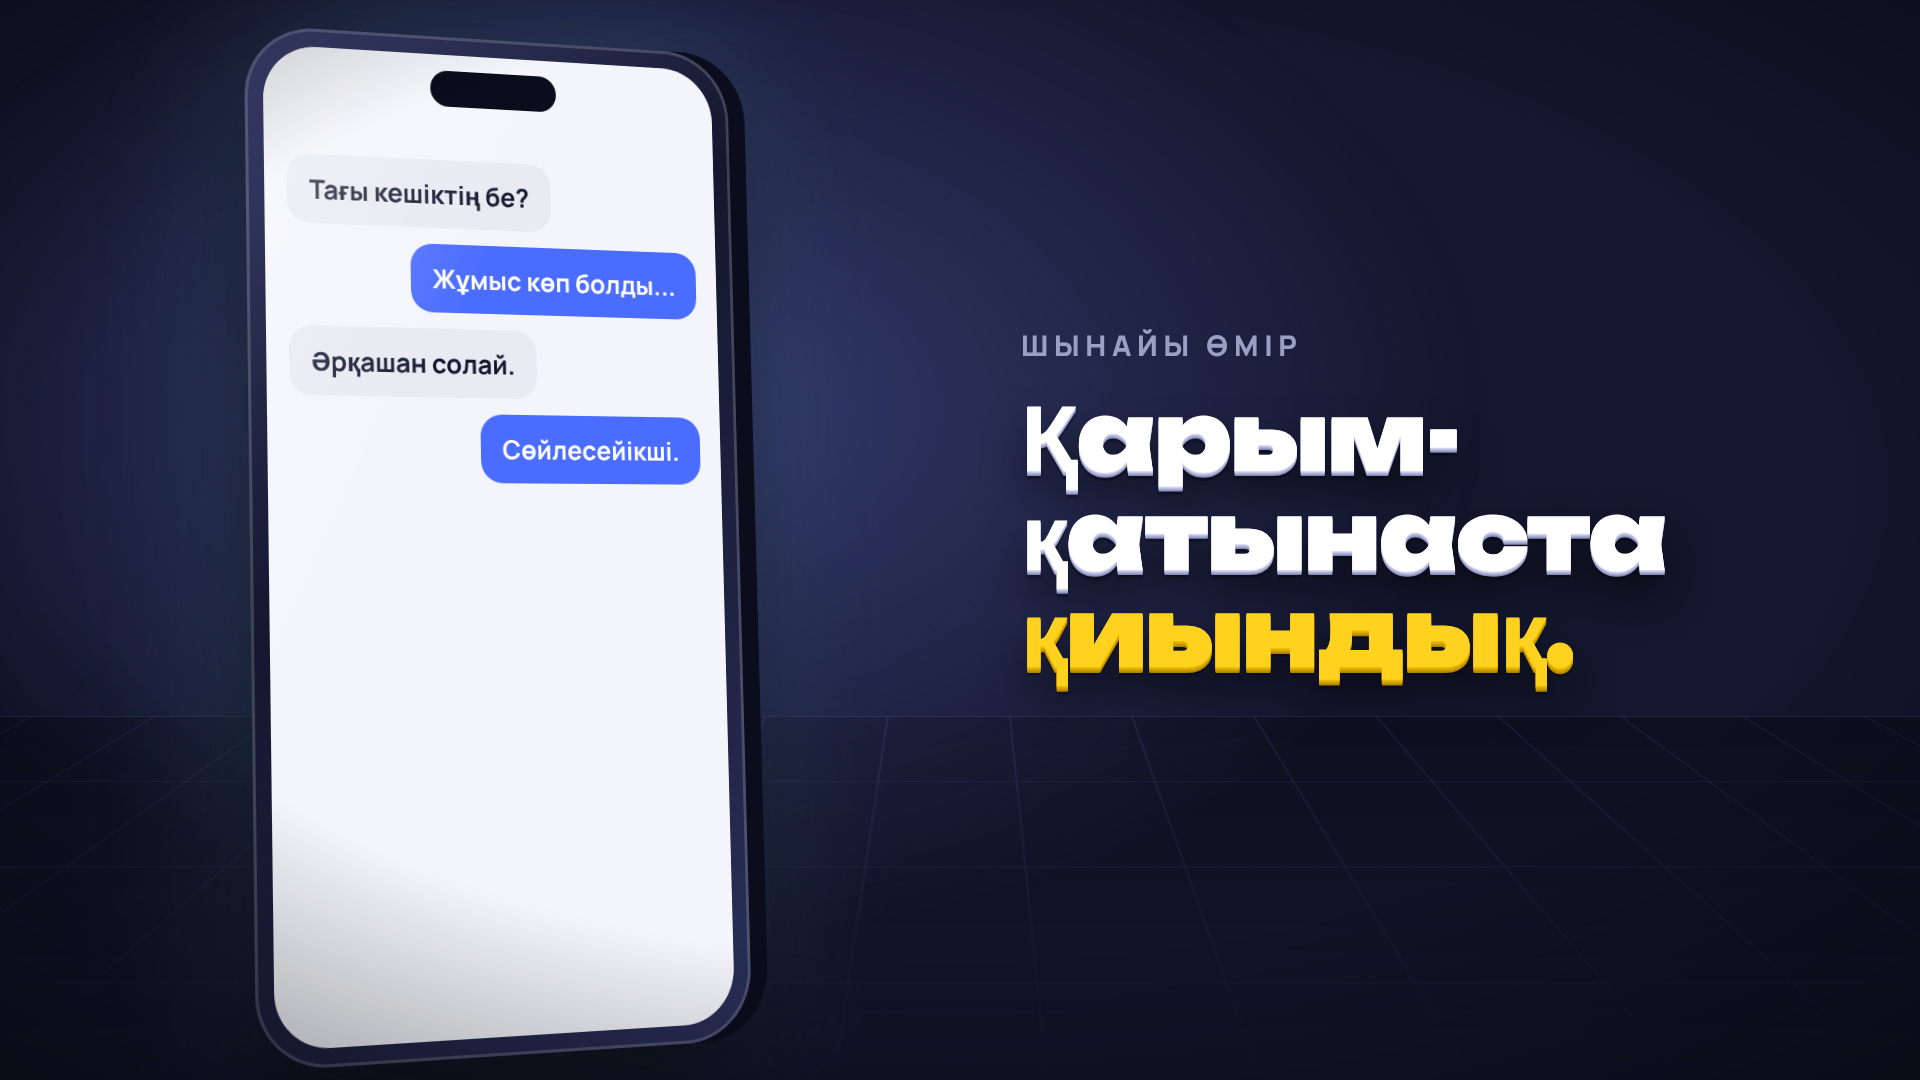 Тағы кешіктің бе?
Жұмыс көп болды...
Әрқашан солай.
Сөйлесейікші.
ШЫНАЙЫ ӨМІР
Қарым-
қатынаста
қиындық.